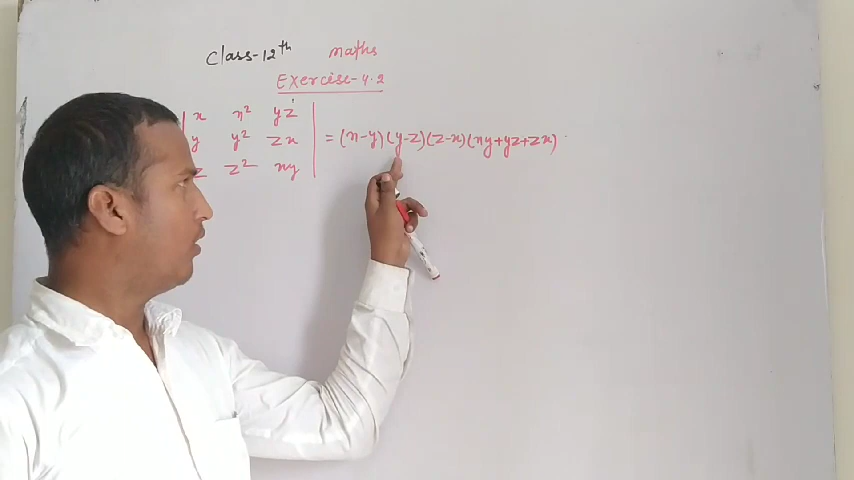 Class-12th maths
Exercise-4.2
| x x² yz |
| y y² zx | = (x-y)(y-z)(z-x)(xy+yz+zx)
z z² xy |